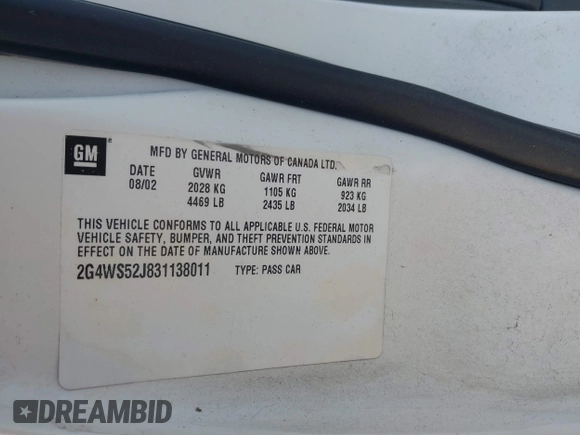 GM
MFD BY GENERAL MOTORS OF CANADA LTD.
DATE GVWR GAWR FRT GAWR RR
08/02 2028 KG 1105 KG 923 KG
4469 LB 2435 LB 2034 LB
THIS VEHICLE CONFORMS TO ALL APPLICABLE U.S. FEDERAL MOTOR
VEHICLE SAFETY, BUMPER, AND THEFT PREVENTION STANDARDS IN
EFFECT ON THE DATE OF MANUFACTURE SHOWN ABOVE.
2G4WS52J831138011 TYPE: PASS CAR
DREAMBID